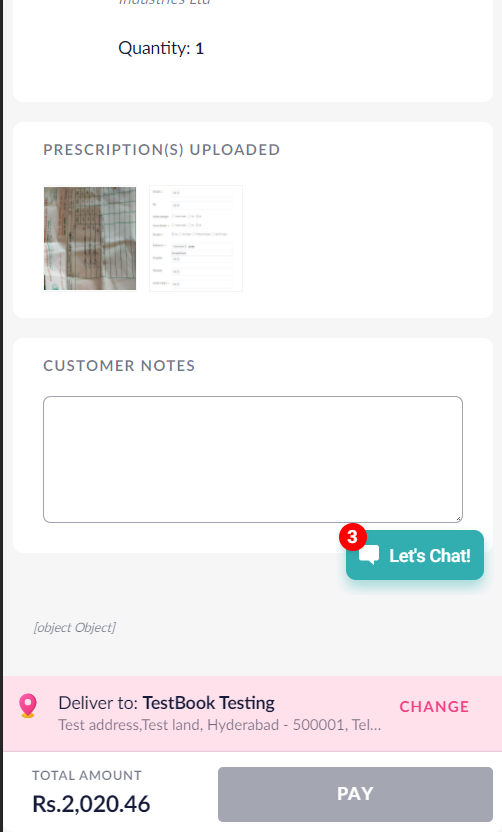 Industries Ltd
Quantity: 1
PRESCRIPTION(S) UPLOADED
CUSTOMER NOTES
3
Let's Chat!
[object Object]
Deliver to: TestBook Testing
CHANGE
Test address,Test land, Hyderabad - 500001, Tel...
TOTAL AMOUNT
Rs.2,020.46
PAY